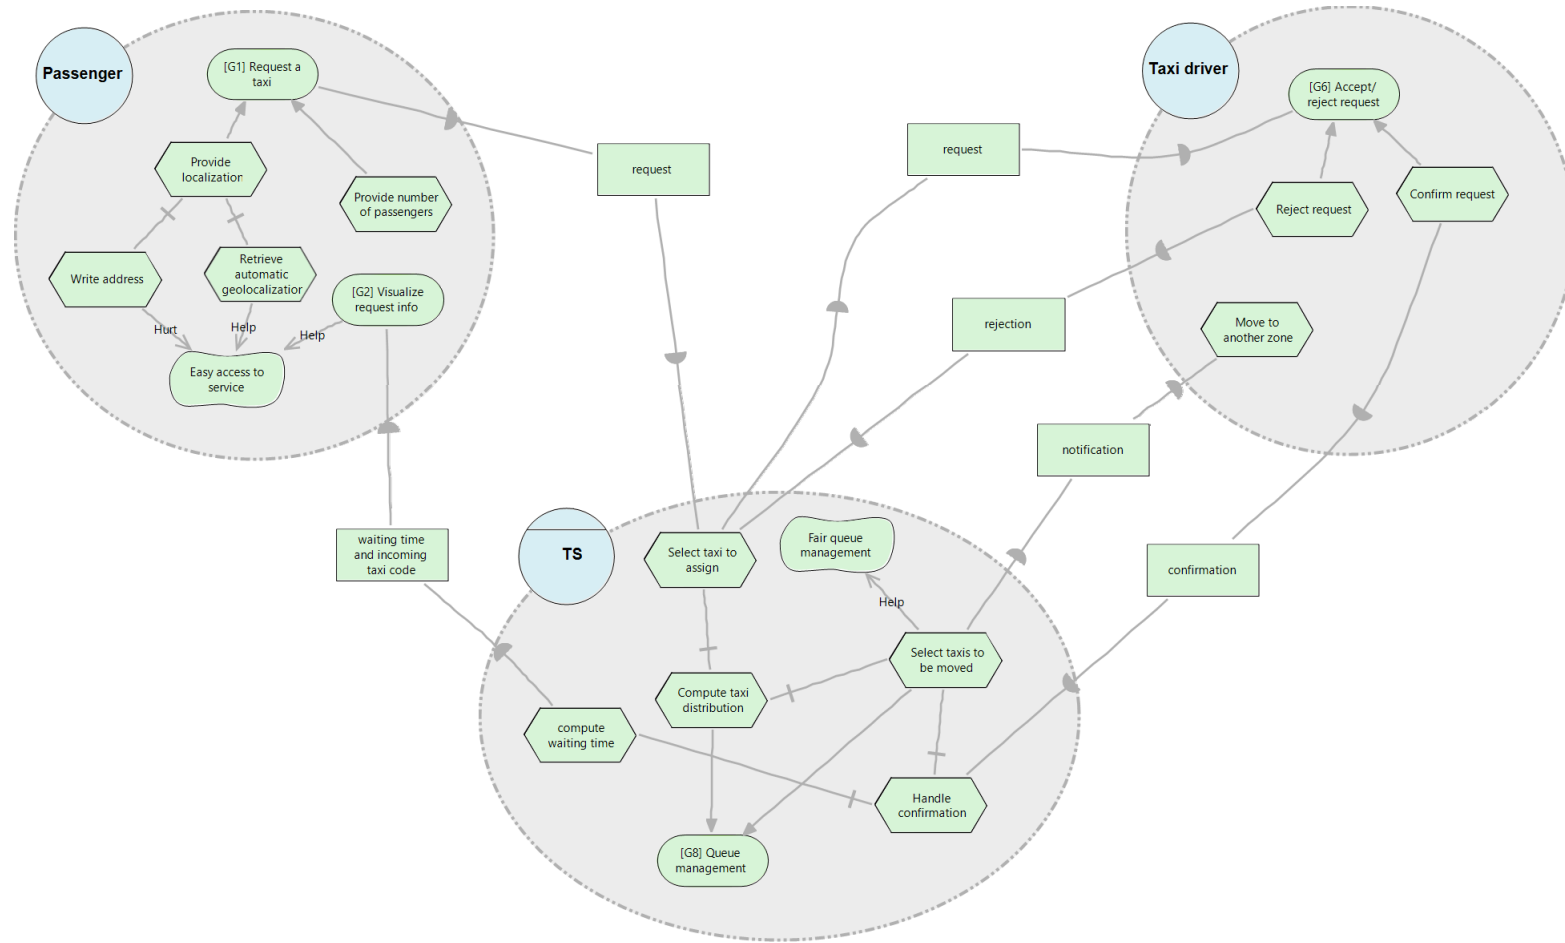 Passenger
[G1] Request a
taxi
Provide
localization
Provide number
of passengers
Write address
Retrieve
automatic
geolocalization
[G2] Visualize
request info
Hurt
Help
Help
Easy access to
service
request
request
rejection
notification
confirmation
waiting time
and incoming
taxi code
Taxi driver
[G6] Accept/
reject request
Reject request
Confirm request
Move to
another zone
TS
Select taxi to
assign
Fair queue
management
Help
Select taxis to
be moved
Compute taxi
distribution
compute
waiting time
Handle
confirmation
[G8] Queue
management